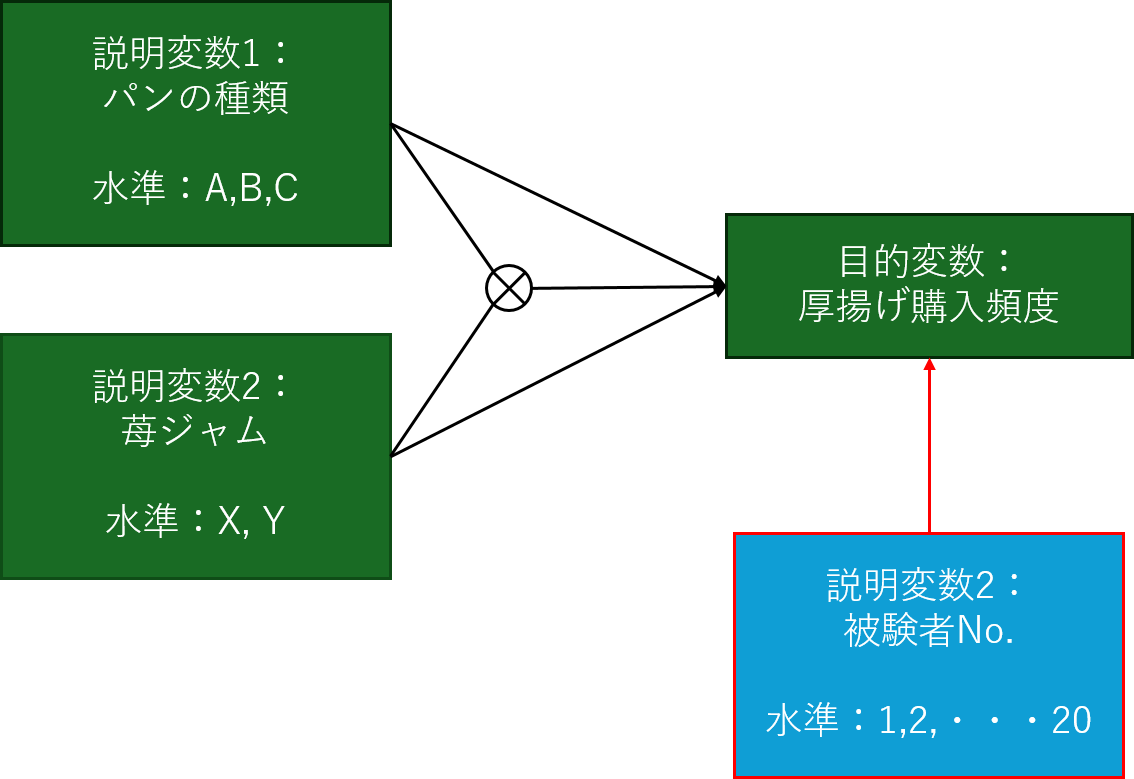 説明変数1：
パンの種類
水準：A,B,C
説明変数2：
苺ジャム
水準：X, Y
目的変数：
厚揚げ購入頻度
説明変数2：
被験者No.
水準：1,2,・・・20